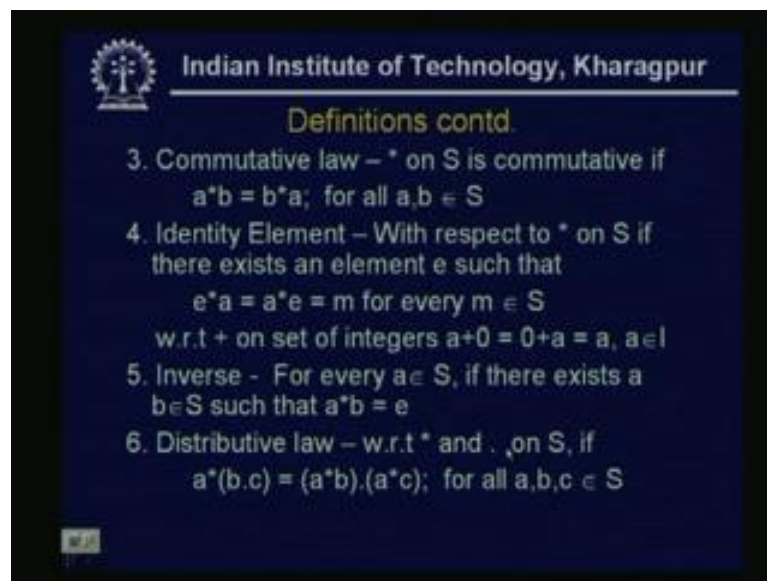 Indian Institute of Technology, Kharagpur
Definitions contd.
3. Commutative law – * on S is commutative if
a*b = b*a; for all a,b ∈ S
4. Identity Element – With respect to * on S if
there exists an element e such that
e*a = a*e = m for every m ∈ S
w.r.t + on set of integers a+0 = 0+a = a, a∈I
5. Inverse - For every a∈ S, if there exists a
b∈S such that a*b = e
6. Distributive law – w.r.t * and . ,on S, if
a*(b.c) = (a*b).(a*c); for all a,b,c ∈ S